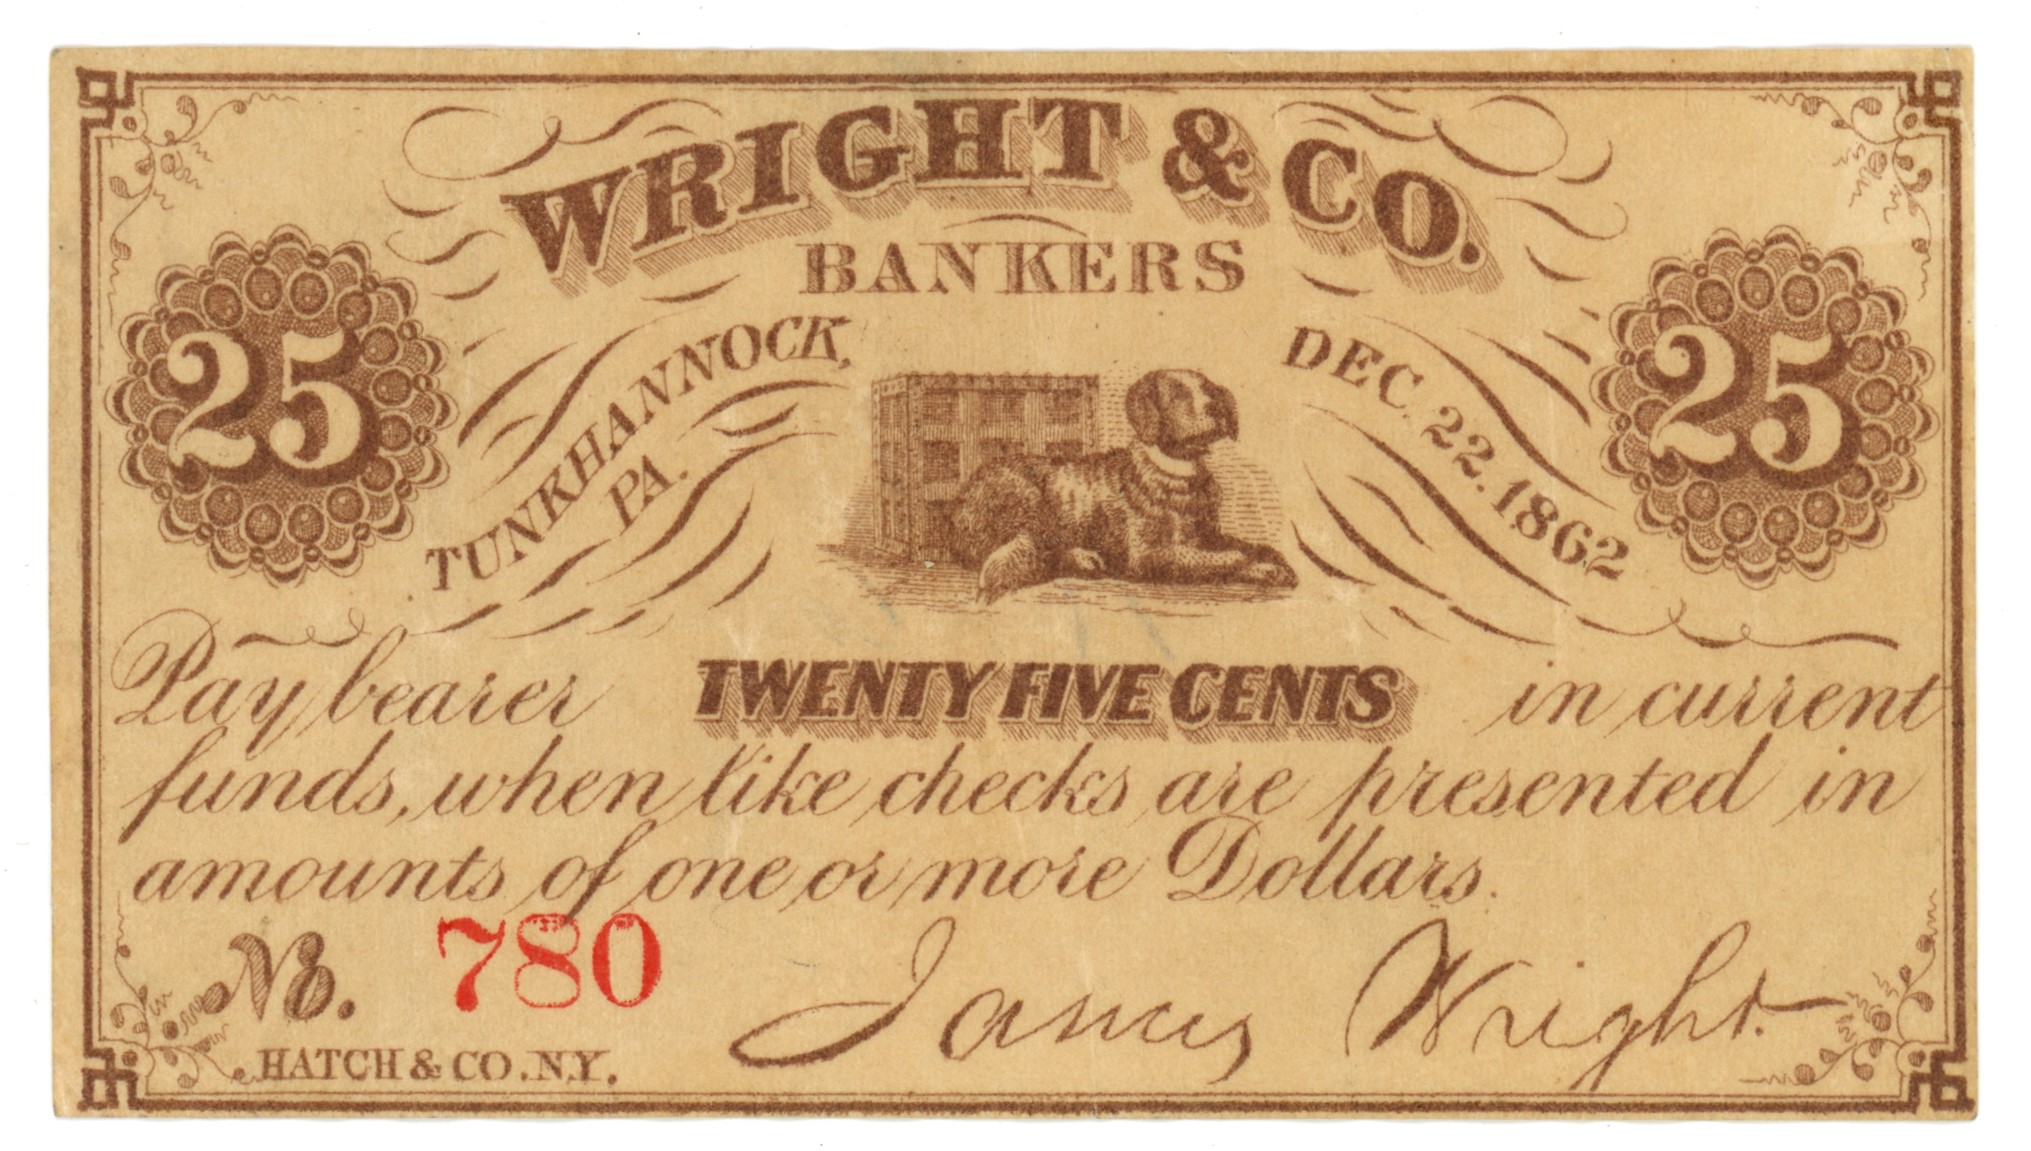 WRIGHT & CO.
BANKERS
25
25
TUNKHANNOCK,
PA.
DEC. 22. 1862
Pay bearer TWENTY FIVE CENTS in current
funds, when like checks are presented in
amounts of one or more Dollars.
No. 780
James Wright.
HATCH & CO. N.Y.